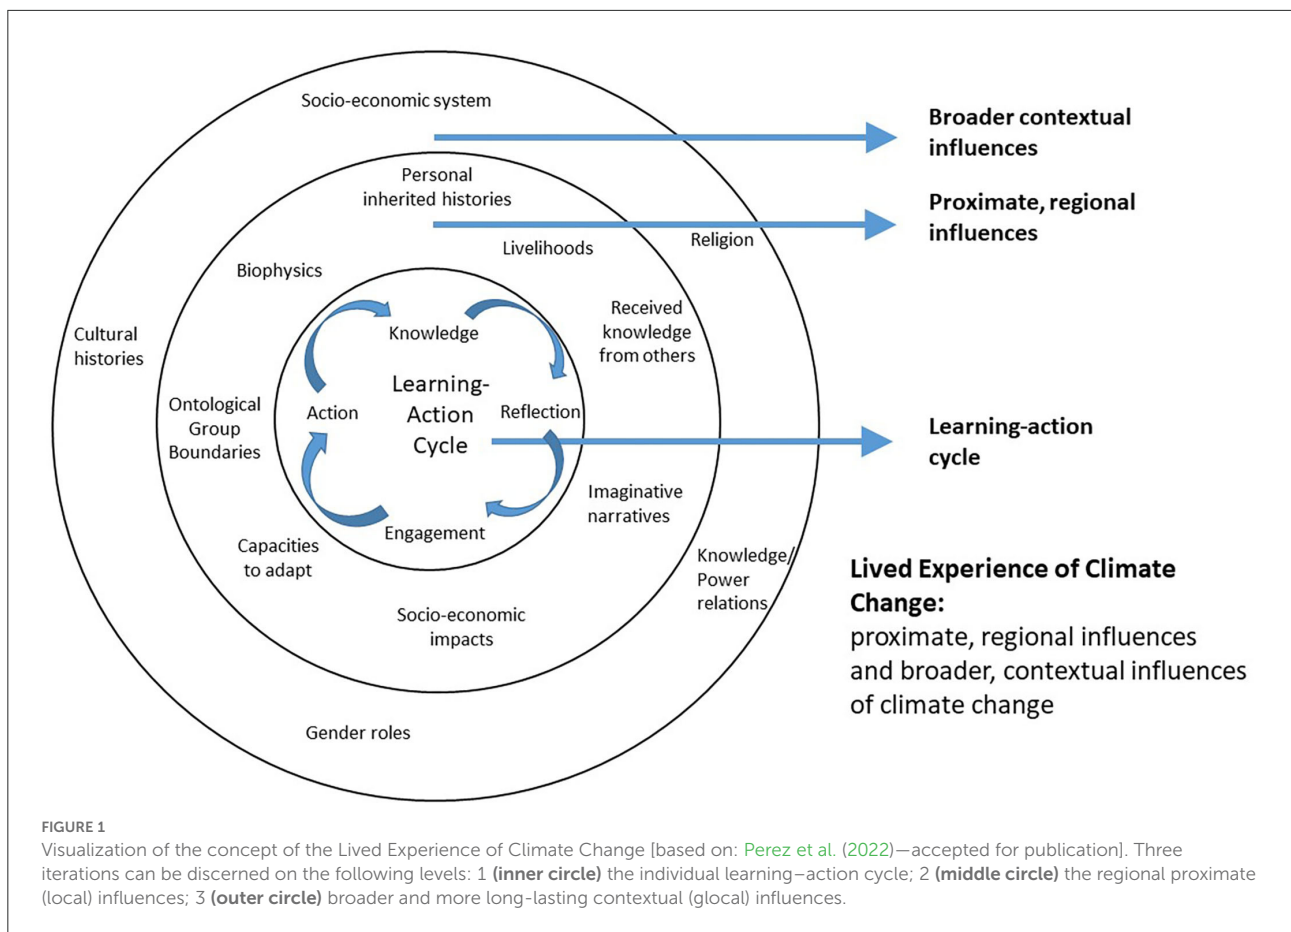 Socio-economic system
Broader contextual
influences
Personal
inherited histories
Proximate, regional
influences
Religion
Livelihoods
Biophysics
Received
knowledge
from others
Cultural
histories
Knowledge
Learning-
Action
Cycle
Action
Reflection
Ontological
Group
Boundaries
Learning-action
cycle
Imaginative
narratives
Engagement
Capacities
to adapt
Knowledge/
Power
relations
Socio-economic
impacts
Gender roles
Lived Experience of Climate
Change:
proximate, regional influences
and broader, contextual influences
of climate change
FIGURE 1
Visualization of the concept of the Lived Experience of Climate Change [based on: Perez et al. (2022)—accepted for publication]. Three
iterations can be discerned on the following levels: 1 (inner circle) the individual learning–action cycle; 2 (middle circle) the regional proximate
(local) influences; 3 (outer circle) broader and more long-lasting contextual (glocal) influences.